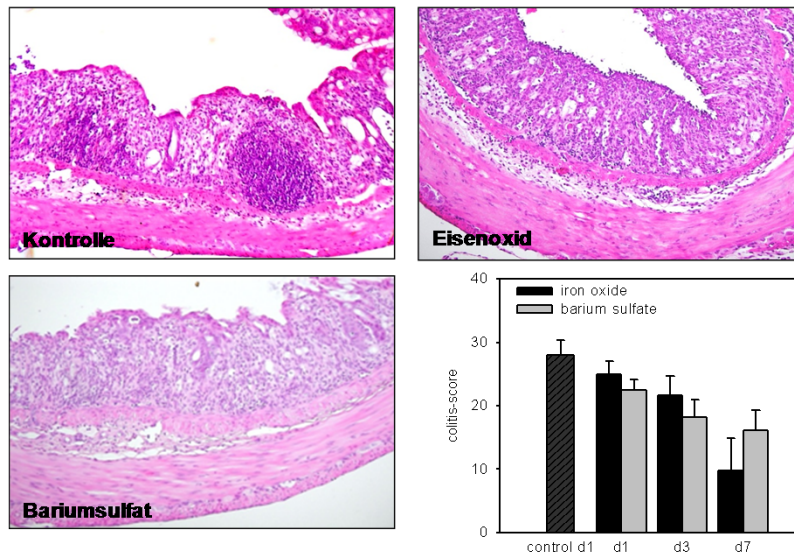 Kontrolle
Eisenoxid
Bariumsulfat
40
30
20
10
0
colitis-score
iron oxide
barium sulfate
control d1 d1 d3 d7